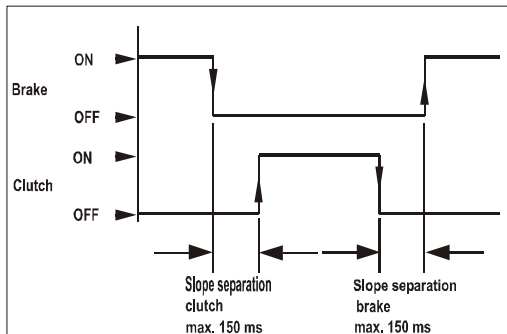 ON
Brake
OFF
ON
Clutch
OFF
Slope separation
clutch
max. 150 ms
Slope separation
brake
max. 150 ms